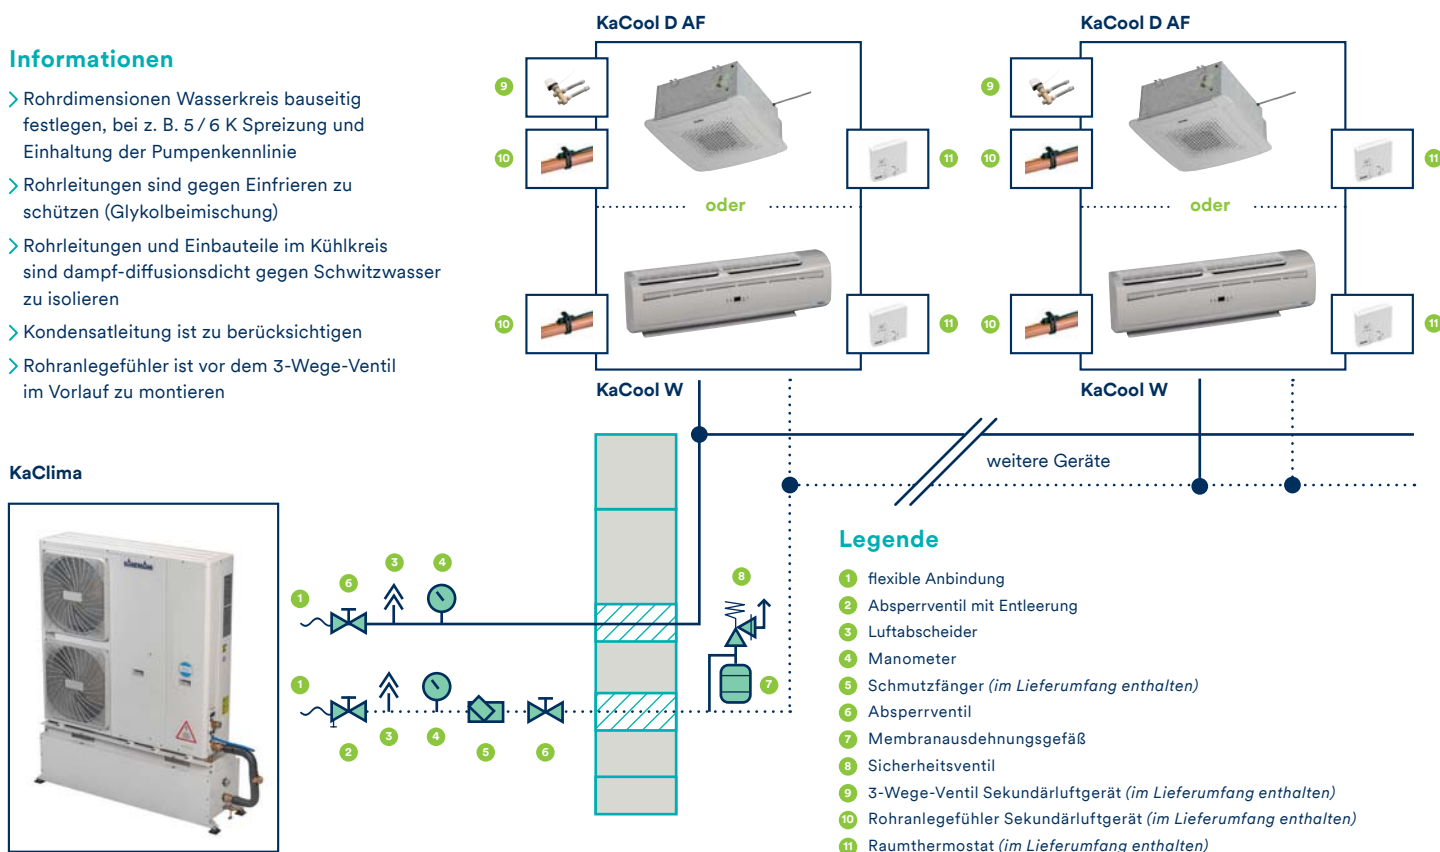 Informationen
Rohrdimensionen Wasserkreis bauseitig
festlegen, bei z. B. 5 / 6 K Spreizung und
Einhaltung der Pumpenkennlinie
Rohrleitungen sind gegen Einfrieren zu
schützen (Glykolbeimischung)
Rohrleitungen und Einbauteile im Kühlkreis
sind dampf-diffusionsdicht gegen Schwitzwasser
zu isolieren
Kondensatleitung ist zu berücksichtigen
Rohranlegefühler ist vor dem 3-Wege-Ventil
im Vorlauf zu montieren
KaCool D AF
9
10
11
oder
10
11
KaCool W
KaCool D AF
9
10
11
oder
10
11
KaCool W
weitere Geräte
KaClima
1
6
3
4
1
2
3
4
5
6
8
7
Legende
1 flexible Anbindung
2 Absperrventil mit Entleerung
3 Luftabscheider
4 Manometer
5 Schmutzfänger (im Lieferumfang enthalten)
6 Absperrventil
7 Membranausdehnungsgefäß
8 Sicherheitsventil
9 3-Wege-Ventil Sekundärluftgerät (im Lieferumfang enthalten)
10 Rohranlegefühler Sekundärluftgerät (im Lieferumfang enthalten)
11 Raumthermostat (im Lieferumfang enthalten)